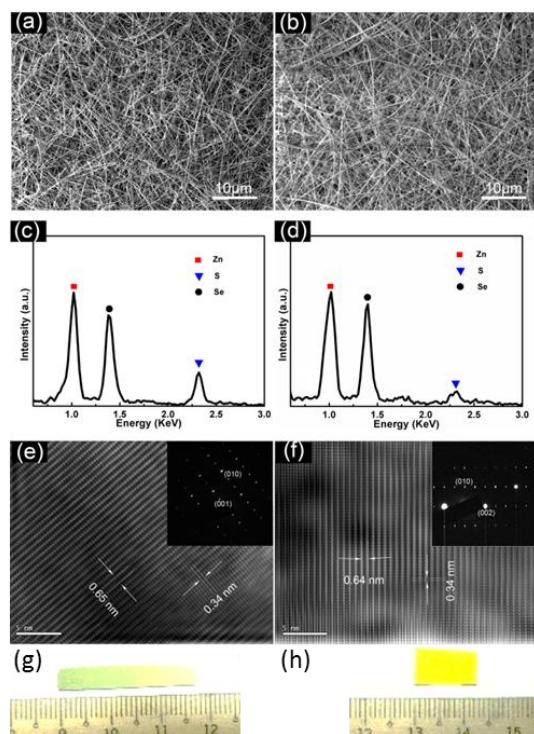 (a)
(b)
10μm
10μm
(c)
(d)
Intensity (a.u.)
Zn
S
Se
1.0 1.5 2.0 2.5 3.0
Energy (KeV)
Intensity (a.u.)
Zn
S
Se
1.0 1.5 2.0 2.5 3.0
Energy (KeV)
(e)
(010)
(001)
0.65 nm
0.34 nm
5 nm
(f)
(010)
(002)
0.64 nm
0.34 nm
5 nm
(g)
(h)
9 10 11 12
12 13 14 15